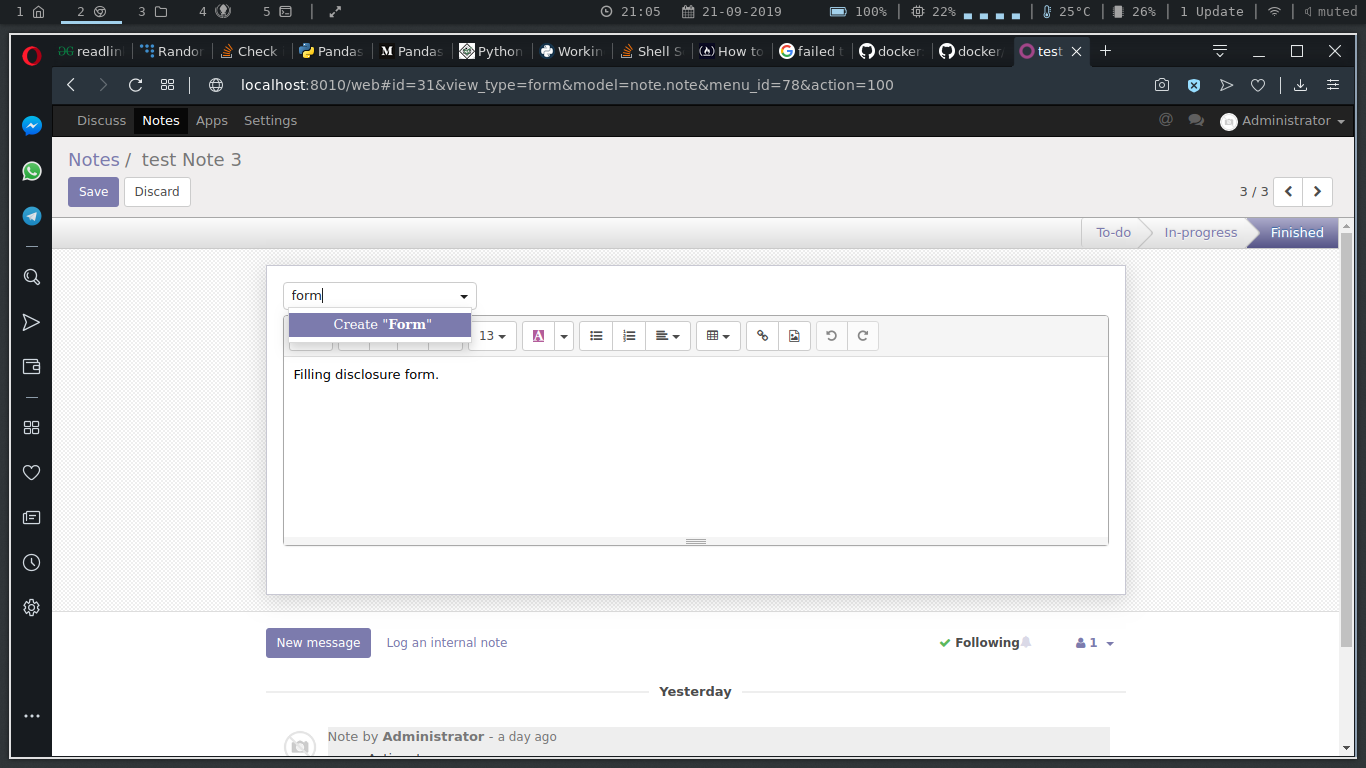 1 2 3 4 5 21:05 21-09-2019 100% 22% 25°C 26% 1 Update muted
readlin Rando Check Pandas Pandas Python Workin Shell S How to failed t docker docker test
localhost:8010/web#id=31&view_type=form&model=note.note&menu_id=78&action=100
Discuss Notes Apps Settings @ Administrator
Notes / test Note 3
Save Discard 3 / 3
To-do In-progress Finished
form
Create "Form"
13 A
Filling disclosure form.
New message Log an internal note Following 1
Yesterday
Note by Administrator - a day ago